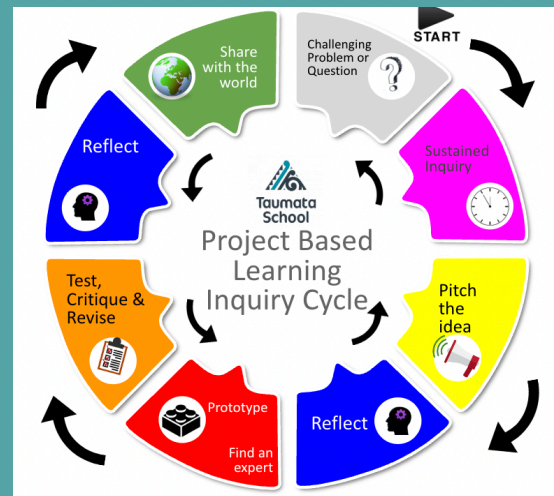 START
Challenging
Problem or
Question
Sustained
Inquiry
Pitch
the
idea
Reflect
Prototype
Find an
expert
Test,
Critique &
Revise
Reflect
Share
with the
world
Taumata
School
Project Based
Learning
Inquiry Cycle